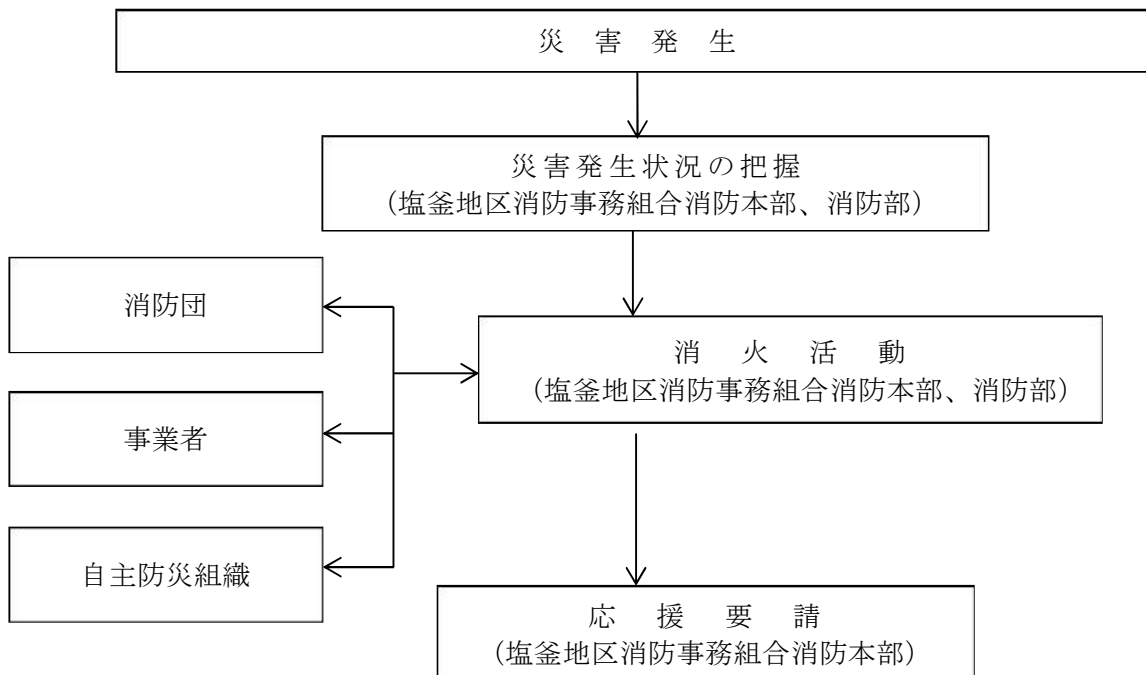 災害発生
災害発生状況の把握
（塩釜地区消防事務組合消防本部、消防部）
消防団
消火活動
（塩釜地区消防事務組合消防本部、消防部）
事業者
自主防災組織
応援要請
（塩釜地区消防事務組合消防本部）